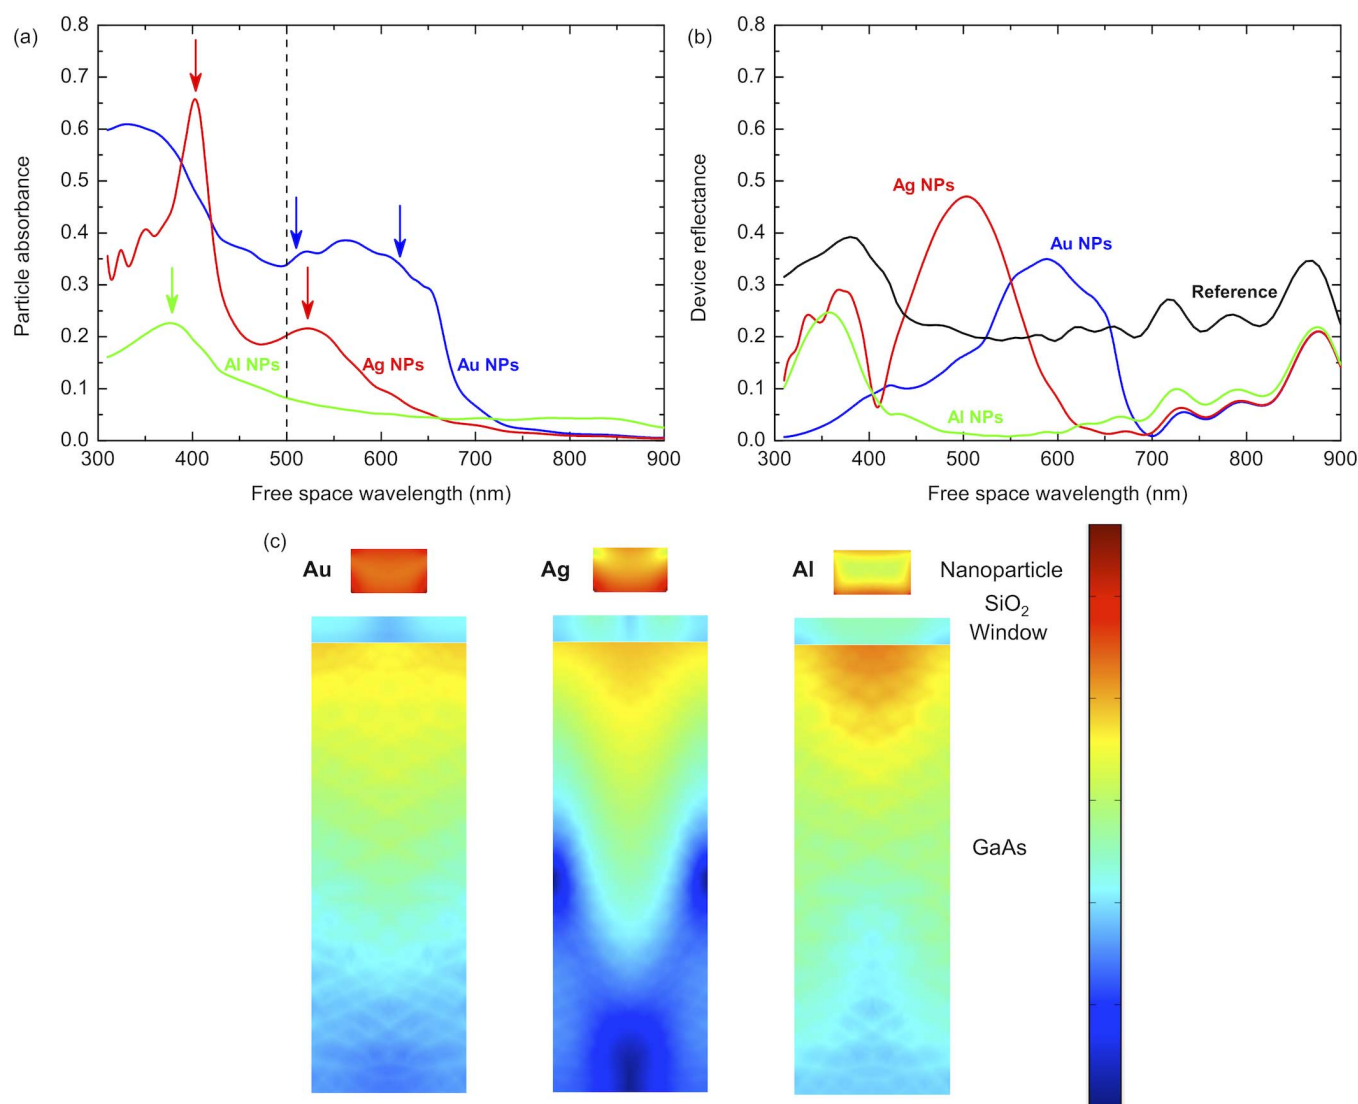 (a)
0.8
0.7
0.6
0.5
0.4
0.3
0.2
0.1
0.0
Particle absorbance
Al NPs
Ag NPs
Au NPs
300
400
500
600
700
800
900
Free space wavelength (nm)
(b)
0.8
0.7
0.6
0.5
0.4
0.3
0.2
0.1
0.0
Device reflectance
Ag NPs
Au NPs
Reference
Al NPs
300
400
500
600
700
800
900
Free space wavelength (nm)
(c)
Au
Ag
Al
Nanoparticle
SiO₂
Window
GaAs